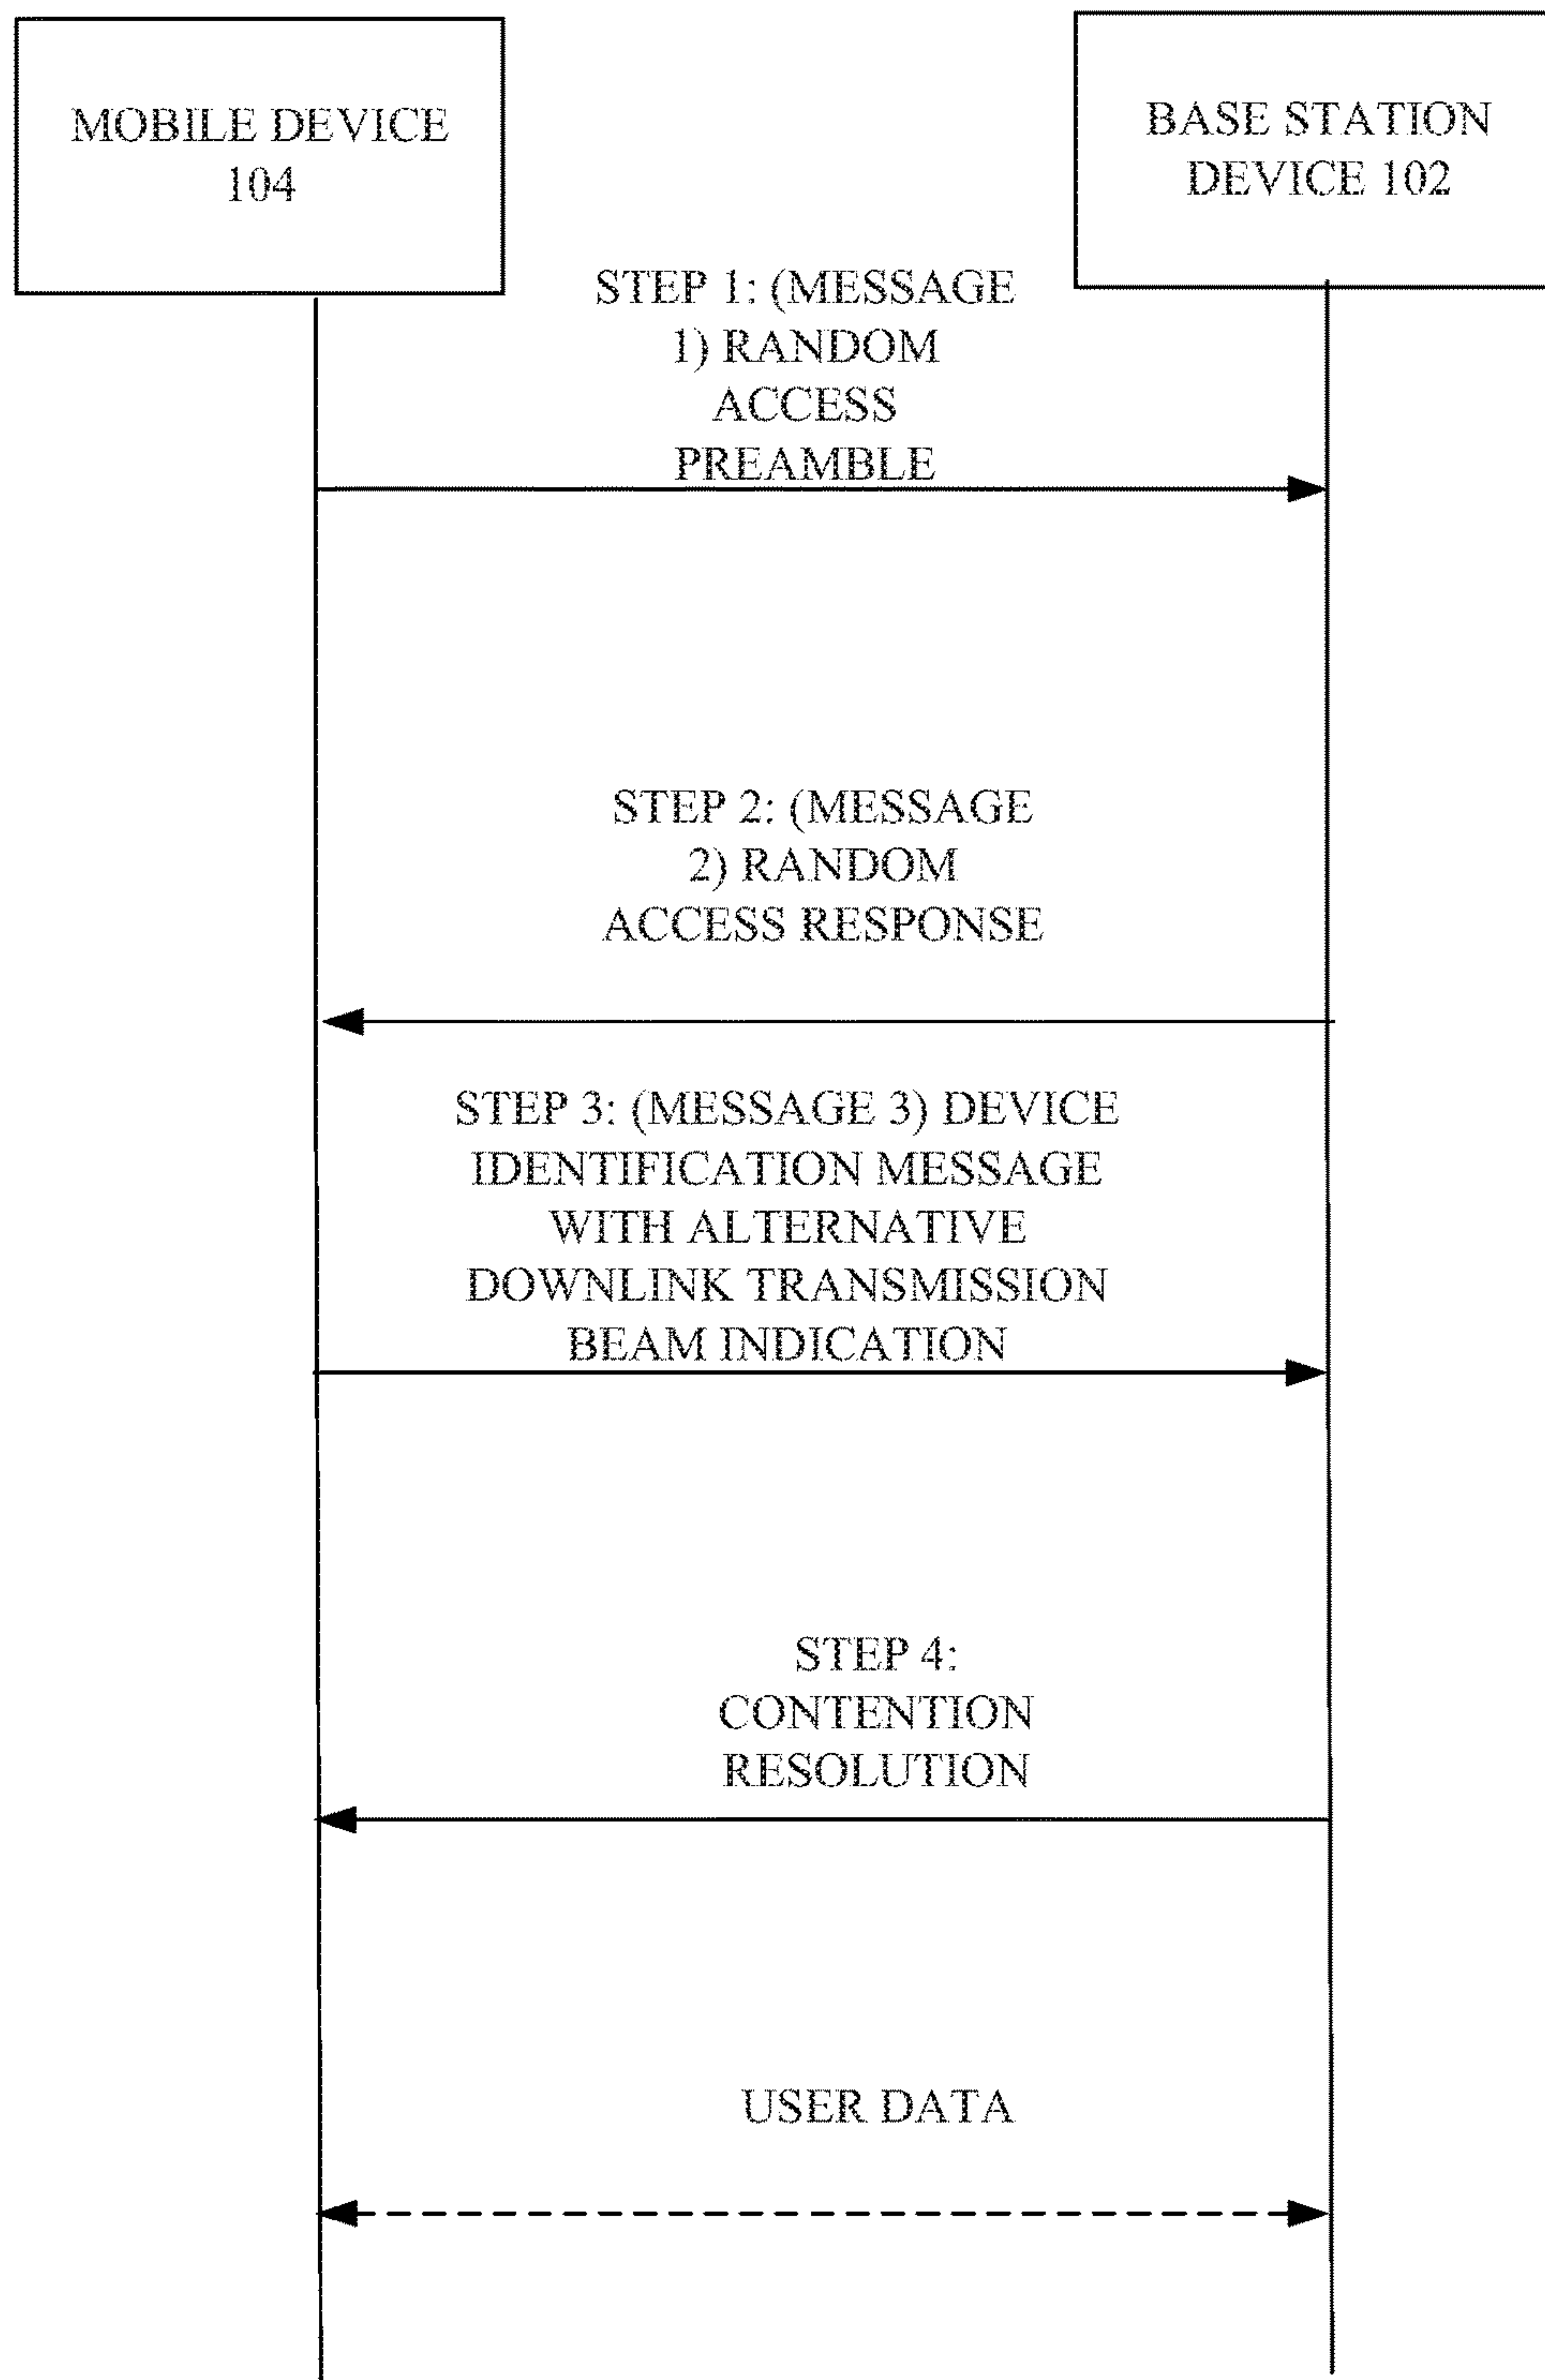 MOBILE DEVICE
104
BASE STATION
DEVICE 102
STEP 1: (MESSAGE
1) RANDOM
ACCESS
PREAMBLE
STEP 2: (MESSAGE
2) RANDOM
ACCESS RESPONSE
STEP 3: (MESSAGE 3) DEVICE
IDENTIFICATION MESSAGE
WITH ALTERNATIVE
DOWNLINK TRANSMISSION
BEAM INDICATION
STEP 4:
CONTENTION
RESOLUTION
USER DATA